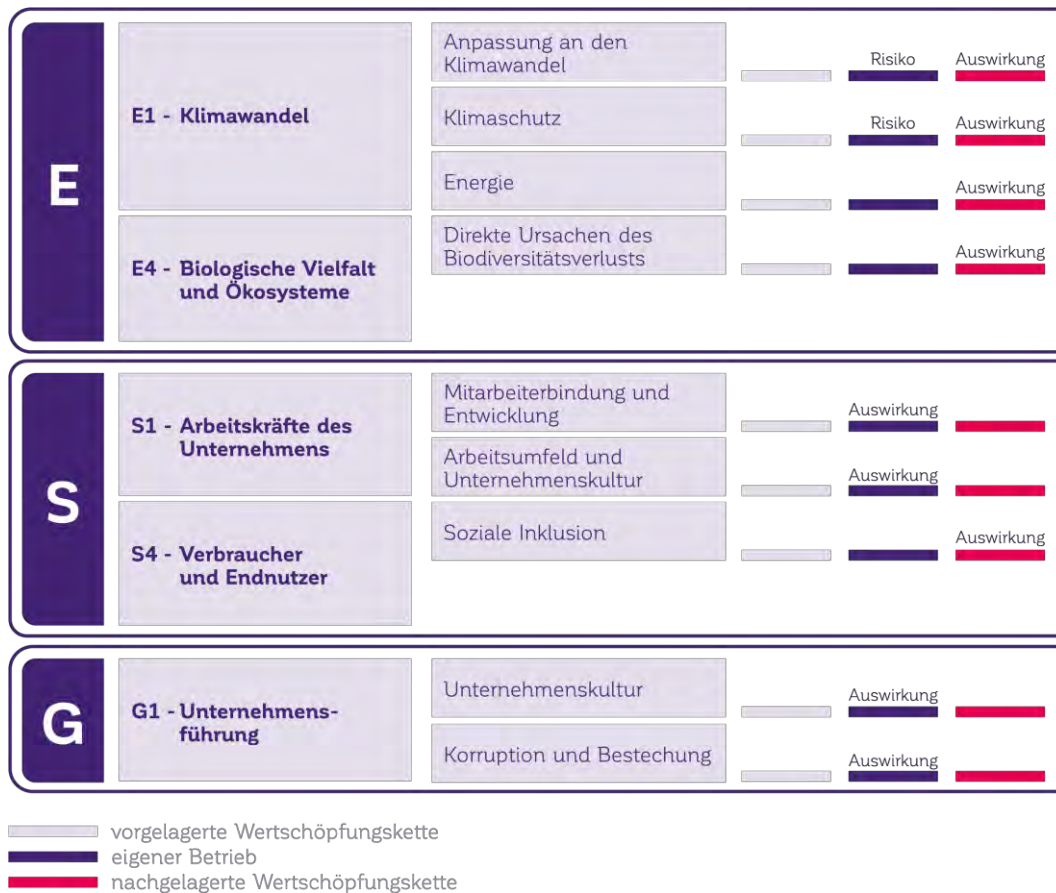 E
E1 - Klimawandel
Anpassung an den
Klimawandel
Risiko
Auswirkung
Klimaschutz
Risiko
Auswirkung
Energie
Auswirkung
E4 - Biologische Vielfalt
und Ökosysteme
Direkte Ursachen des
Biodiversitätsverlusts
Auswirkung
S
S1 - Arbeitskräfte des
Unternehmens
Mitarbeiterbindung und
Entwicklung
Auswirkung
Arbeitsumfeld und
Unternehmenskultur
Auswirkung
S4 - Verbraucher
und Endnutzer
Soziale Inklusion
Auswirkung
G
G1 - Unternehmens-
führung
Unternehmenskultur
Auswirkung
Korruption und Bestechung
Auswirkung
vorgelagerte Wertschöpfungskette
eigener Betrieb
nachgelagerte Wertschöpfungskette